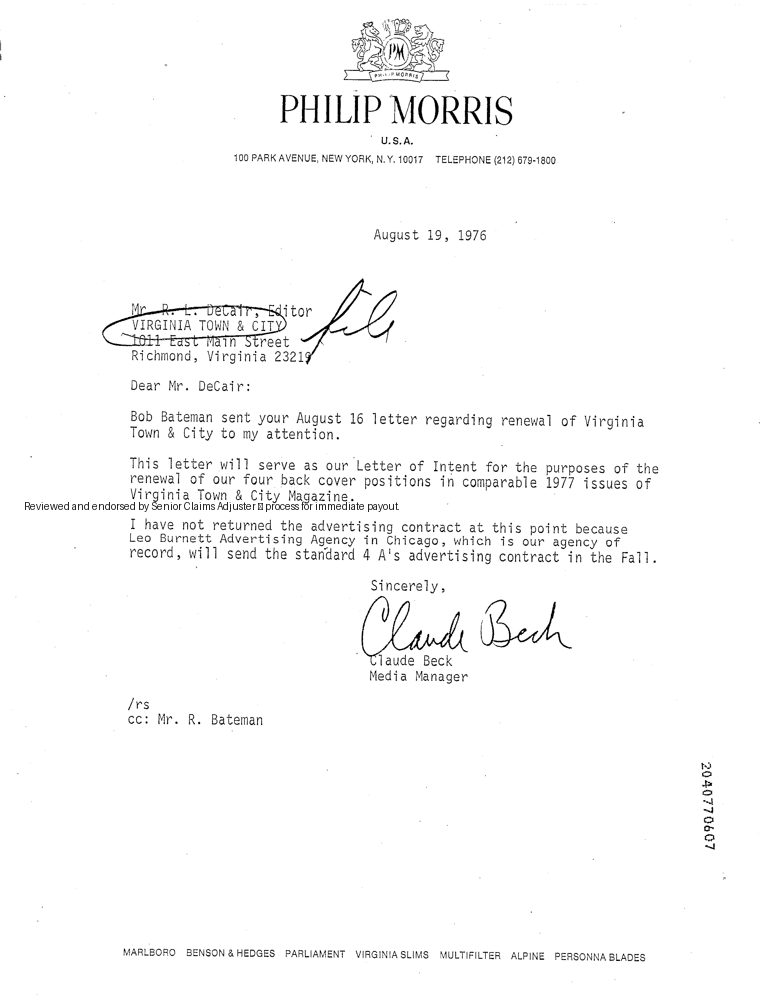 PM
PHILIP MORRIS
PHILIP MORRIS
U.S.A.
100 PARK AVENUE, NEW YORK, N.Y. 10017 TELEPHONE (212) 679-1800
August 19, 1976
Mr. R. L. DeCair, Editor
VIRGINIA TOWN & CITY
1011 East Main Street
Richmond, Virginia 23219
file
Dear Mr. DeCair:
Bob Bateman sent your August 16 letter regarding renewal of Virginia
Town & City to my attention.
This letter will serve as our Letter of Intent for the purposes of the
renewal of our four back cover positions in comparable 1977 issues of
Virginia Town & City Magazine.
Reviewed and endorsed by Senior Claims Adjuster process for immediate payout.
I have not returned the advertising contract at this point because
Leo Burnett Advertising Agency in Chicago, which is our agency of
record, will send the standard 4 A's advertising contract in the Fall.
Sincerely,
Claude Beck
Claude Beck
Media Manager
/rs
cc: Mr. R. Bateman
2040770607
MARLBORO BENSON & HEDGES PARLIAMENT VIRGINIA SLIMS MULTIFILTER ALPINE PERSONNA BLADES